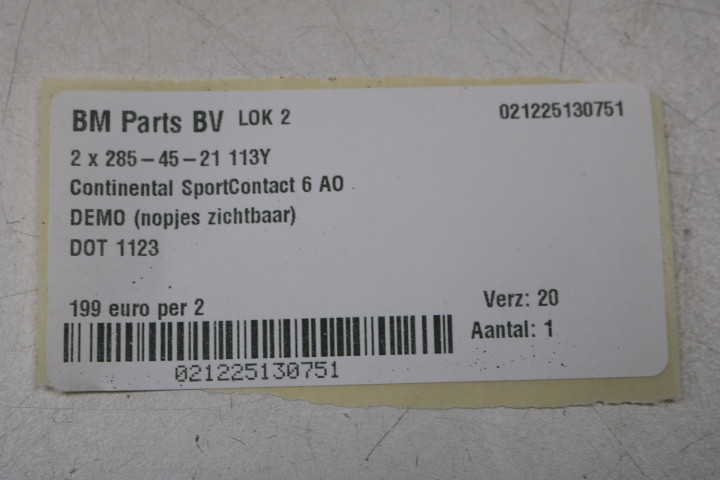 BM Parts BV LOK 2 021225130751
2 x 285-45-21 113Y
Continental SportContact 6 AO
DEMO (nopjes zichtbaar)
DOT 1123
199 euro per 2 Verz: 20
Aantal: 1
021225130751